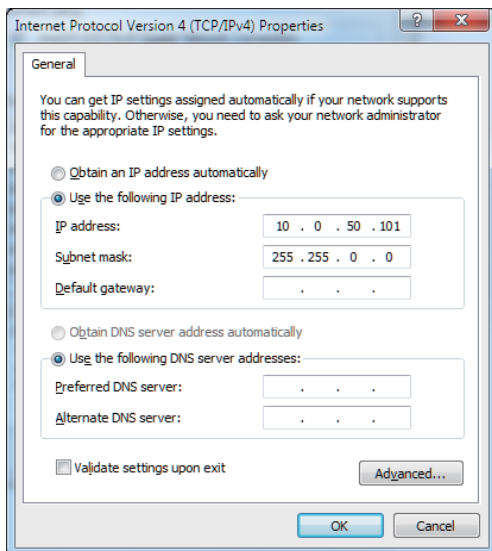 Internet Protocol Version 4 (TCP/IPv4) Properties
General
You can get IP settings assigned automatically if your network supports
this capability. Otherwise, you need to ask your network administrator
for the appropriate IP settings.
Obtain an IP address automatically
Use the following IP address:
IP address: 10 . 0 . 50 . 101
Subnet mask: 255 . 255 . 0 . 0
Default gateway: . . .
Obtain DNS server address automatically
Use the following DNS server addresses:
Preferred DNS server: . . .
Alternate DNS server: . . .
Validate settings upon exit
Advanced...
OK Cancel